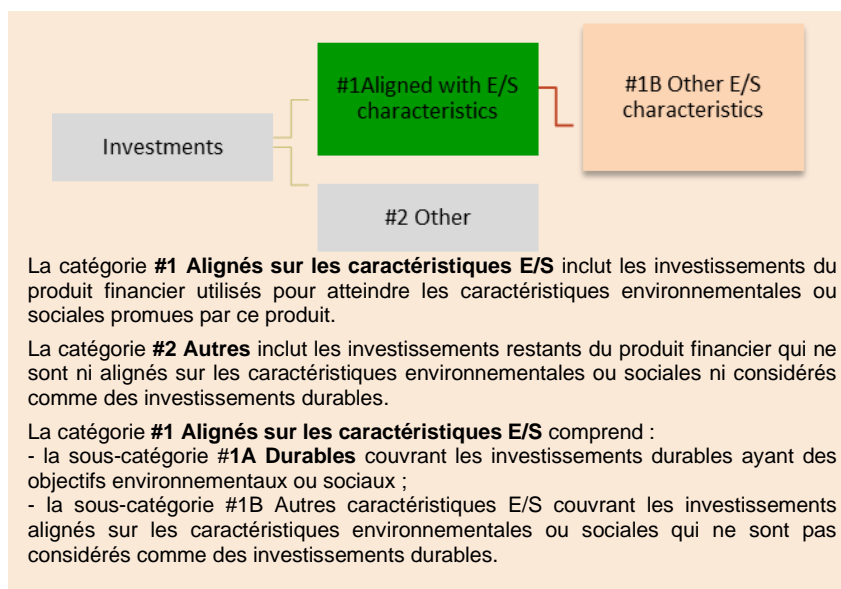 #1Aligned with E/S
characteristics
#1B Other E/S
characteristics
Investments
#2 Other
La catégorie #1 Alignés sur les caractéristiques E/S inclut les investissements du
produit financier utilisés pour atteindre les caractéristiques environnementales ou
sociales promues par ce produit.
La catégorie #2 Autres inclut les investissements restants du produit financier qui ne
sont ni alignés sur les caractéristiques environnementales ou sociales ni considérés
comme des investissements durables.
La catégorie #1 Alignés sur les caractéristiques E/S comprend :
- la sous-catégorie #1A Durables couvrant les investissements durables ayant des
objectifs environnementaux ou sociaux ;
- la sous-catégorie #1B Autres caractéristiques E/S couvrant les investissements
alignés sur les caractéristiques environnementales ou sociales qui ne sont pas
considérés comme des investissements durables.